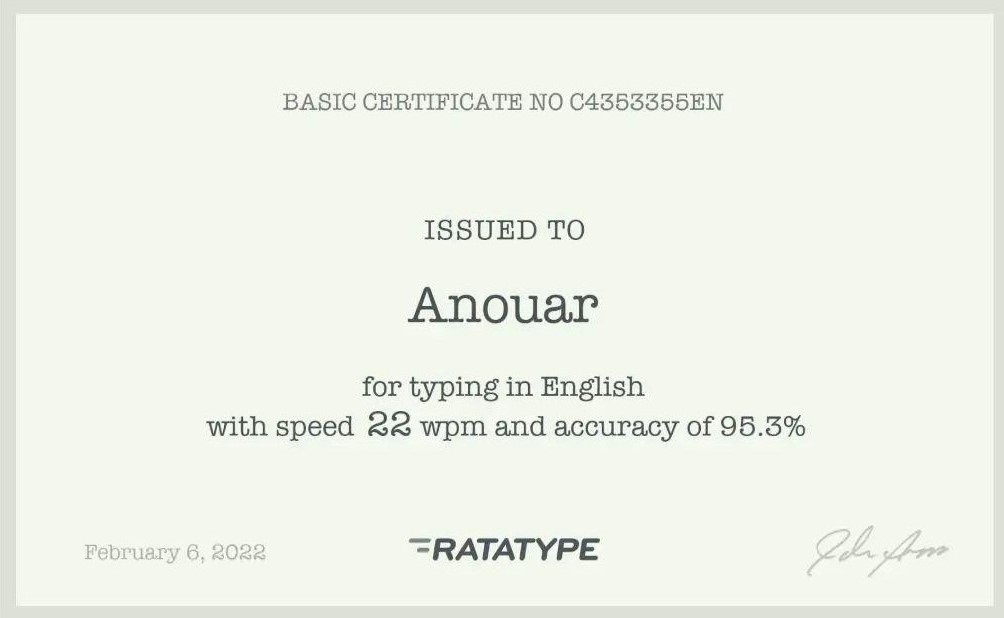 BASIC CERTIFICATE NO C4353355EN
ISSUED TO
Anouar
for typing in English
with speed 22 wpm and accuracy of 95.3%
February 6, 2022
RATATYPE